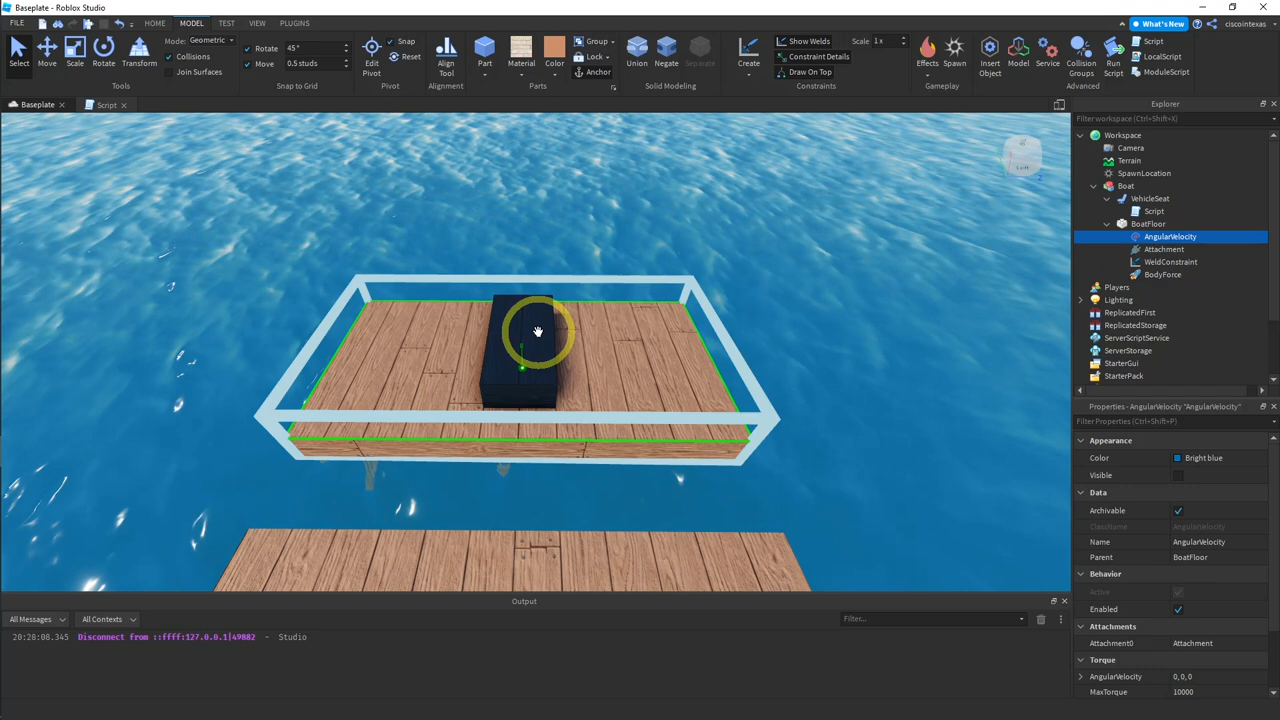 Baseplate - Roblox Studio
FILE HOME MODEL TEST VIEW PLUGINS What's New ciscointexas
Select Move Scale Rotate Transform
Mode: Geometric
Collisions
Join Surfaces
Tools
Rotate 45°
Move 0.5 studs
Snap to Grid
Edit Pivot
Snap
Reset
Pivot
Align Tool
Alignment
Part Material Color
Group
Lock
Anchor
Parts
Union Negate Separate
Solid Modeling
Create
Show Welds
Constraint Details
Draw On Top
Scale 1 x
Constraints
Effects Spawn
Gameplay
Insert Object Model Service Collision Groups Run Script
Script
LocalScript
ModuleScript
Advanced
Baseplate Script
Explorer
Filter workspace (Ctrl+Shift+X)
Workspace
Camera
Terrain
SpawnLocation
Boat
VehicleSeat
Script
BoatFloor
AngularVelocity
Attachment
WeldConstraint
BodyForce
Players
Lighting
ReplicatedFirst
ReplicatedStorage
ServerScriptService
ServerStorage
StarterGui
StarterPack
Properties - AngularVelocity "AngularVelocity"
Filter Properties (Ctrl+Shift+P)
Appearance
Color Bright blue
Visible
Data
Archivable
ClassName AngularVelocity
Name AngularVelocity
Parent BoatFloor
Behavior
Active
Enabled
Attachments
Attachment0 Attachment
Torque
AngularVelocity 0, 0, 0
MaxTorque 10000
Output
All Messages All Contexts Filter...
20:28:08.345 Disconnect from ::ffff:127.0.0.1|49882 - Studio